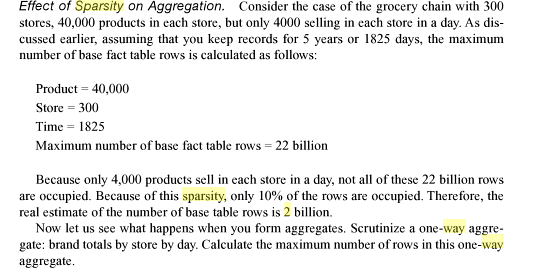 Effect of Sparsity on Aggregation. Consider the case of the grocery chain with 300
stores, 40,000 products in each store, but only 4000 selling in each store in a day. As dis-
cussed earlier, assuming that you keep records for 5 years or 1825 days, the maximum
number of base fact table rows is calculated as follows:
Product = 40,000
Store = 300
Time = 1825
Maximum number of base fact table rows = 22 billion
Because only 4,000 products sell in each store in a day, not all of these 22 billion rows
are occupied. Because of this sparsity, only 10% of the rows are occupied. Therefore, the
real estimate of the number of base table rows is 2 billion.
Now let us see what happens when you form aggregates. Scrutinize a one-way aggre-
gate: brand totals by store by day. Calculate the maximum number of rows in this one-way
aggregate.